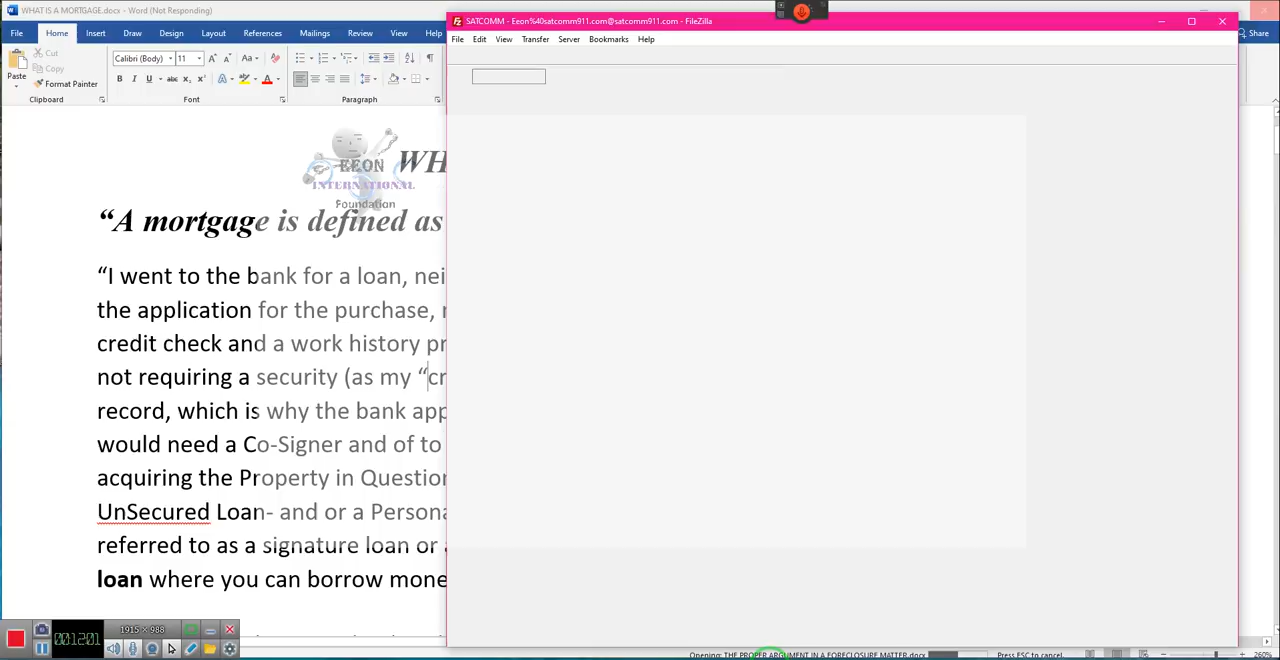 WHAT IS A MORTGAGE.docx - Word (Not Responding)
SATCOMM - Eeon%40satcomm911.com@satcomm911.com - FileZilla
File Home Insert Draw Design Layout References Mailings Review View Help
File Edit View Transfer Server Bookmarks Help
Share
Paste
Cut
Copy
Format Painter
Calibri (Body) 11
Clipboard Font Paragraph
EEON
INTERNATIONAL
Foundation
WH
“A mortgage is defined as
“I went to the bank for a loan, nei
the application for the purchase,
credit check and a work history pr
not requiring a security (as my “cr
record, which is why the bank app
would need a Co-Signer and of to
acquiring the Property in Question
UnSecured Loan- and or a Persona
referred to as a signature loan or
loan where you can borrow mone
00:12:01
1915 × 988
Opening: THE PROPER ARGUMENT IN A FORECLOSURE MATTER.docx
Press ESC to cancel.
260%